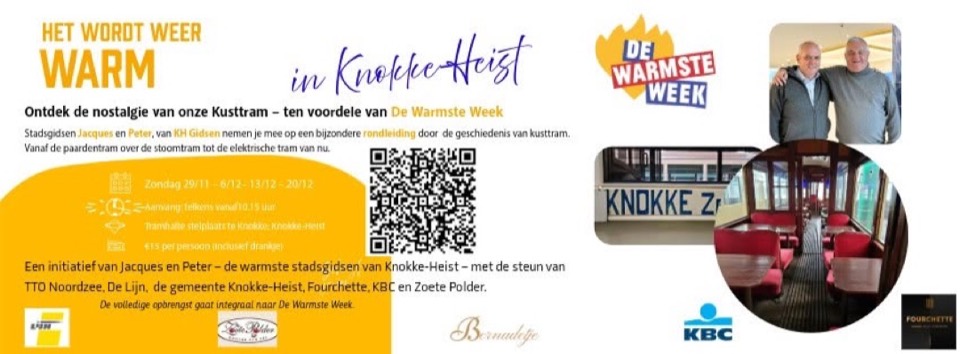 HET WORDT WEER
WARM
in Knokke-Heist
DE
WARMSTE
WEEK
Ontdek de nostalgie van onze Kusttram – ten voordele van De Warmste Week
Stadsgidsen Jacques en Peter, van KH Gidsen nemen je mee op een bijzondere rondleiding door de geschiedenis van kusttram.
Vanaf de paardentram over de stoomtram tot de elektrische tram van nu.
KNOKKE
Zondag 29/11 - 6/12 - 13/12 - 20/12
Aanvang: telkens vanaf 10.15 uur
Tramhalle stelplaats te Knokke, Knokke-Heist
€15 per persoon (inclusief drankje)
Een initiatief van Jacques en Peter – de warmste stadsgidsen van Knokke-Heist – met de steun van
TTO Noordzee, De Lijn, de gemeente Knokke-Heist, Fourchette, KBC en Zoete Polder.
De volledige opbrengst gaat integraal naar De Warmste Week.
Zoete Polder
Bernadetje
KBC
FOURCHETTE